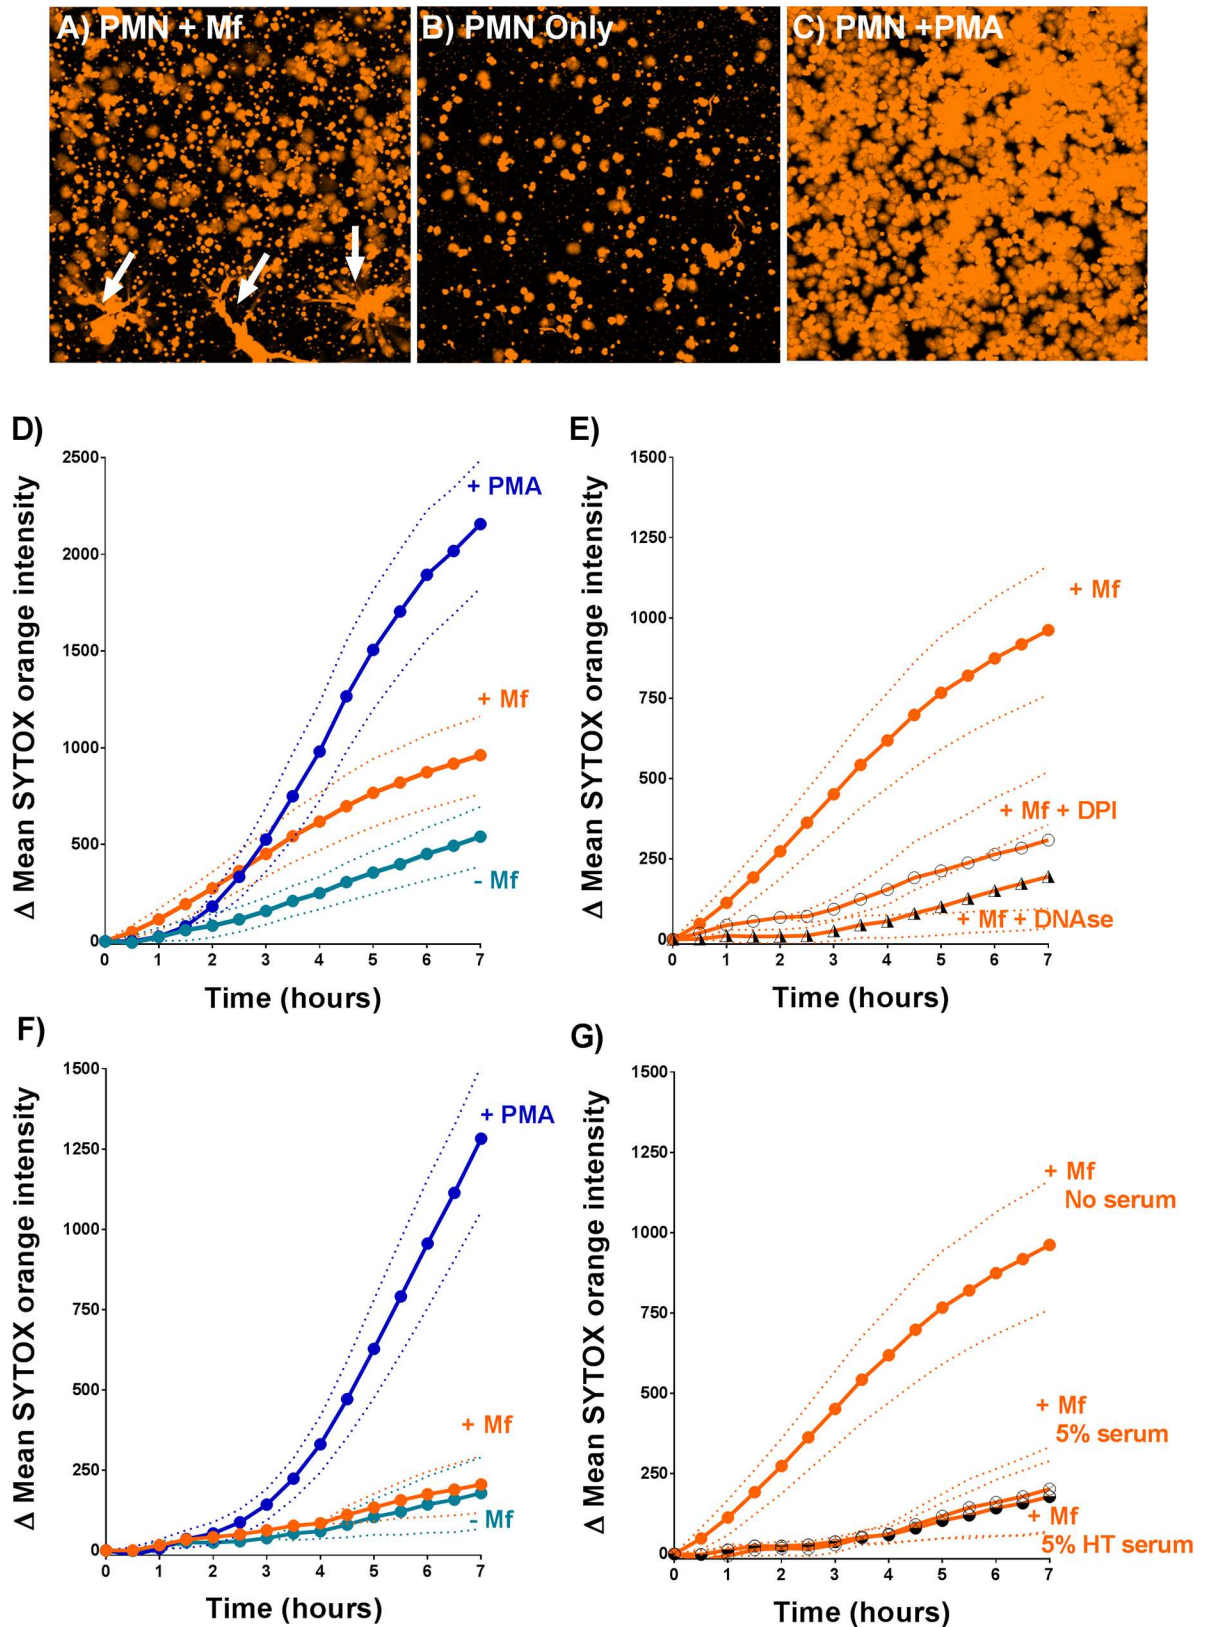 A) PMN + Mf
B) PMN Only
C) PMN +PMA
D)
Δ Mean SYTOX orange intensity
2500
2000
1500
1000
500
0
0 1 2 3 4 5 6 7
Time (hours)
+ PMA
+ Mf
- Mf
E)
Δ Mean SYTOX orange intensity
1500
1250
1000
750
500
250
0
0 1 2 3 4 5 6 7
Time (hours)
+ Mf
+ Mf + DPI
+ Mf + DNAse
F)
Δ Mean SYTOX orange intensity
1500
1250
1000
750
500
250
0
0 1 2 3 4 5 6 7
Time (hours)
+ PMA
+ Mf
- Mf
G)
Δ Mean SYTOX orange intensity
1500
1250
1000
750
500
250
0
0 1 2 3 4 5 6 7
Time (hours)
+ Mf
No serum
+ Mf
5% serum
+ Mf
5% HT serum